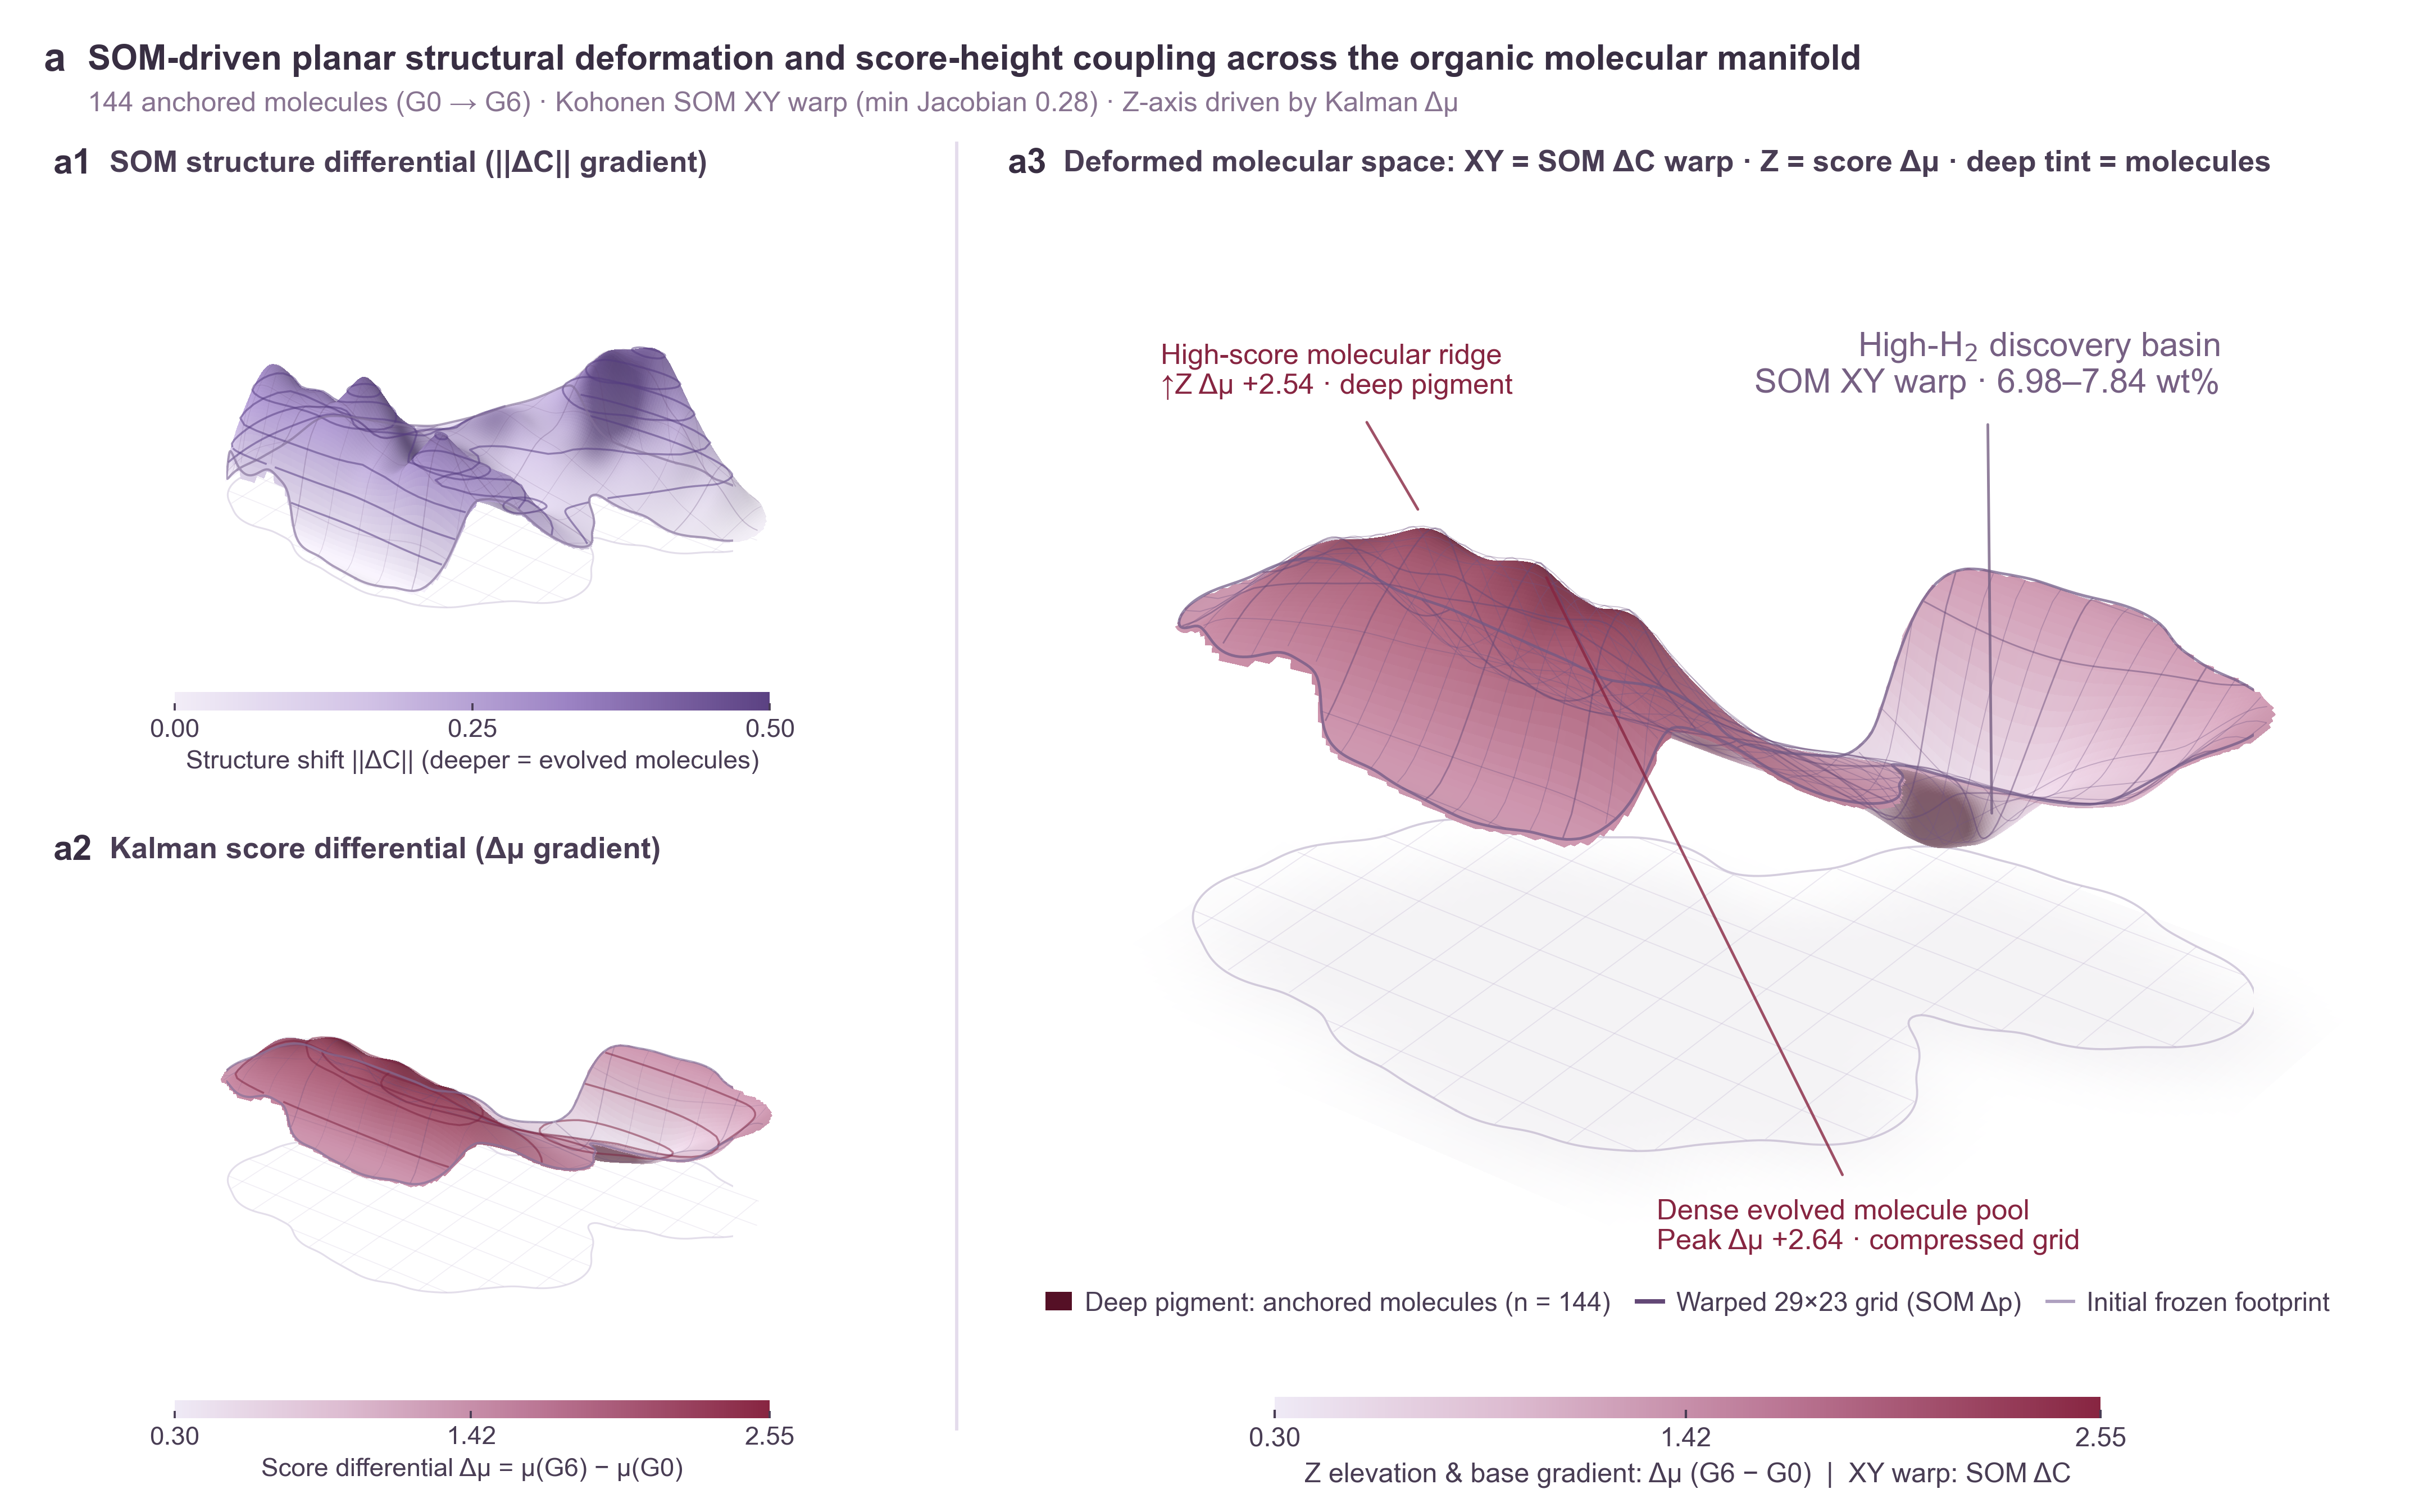 a SOM-driven planar structural deformation and score-height coupling across the organic molecular manifold
144 anchored molecules (G0 → G6) · Kohonen SOM XY warp (min Jacobian 0.28) · Z-axis driven by Kalman Δμ
a1 SOM structure differential (||ΔC|| gradient)
0.00 0.25 0.50
Structure shift ||ΔC|| (deeper = evolved molecules)
a2 Kalman score differential (Δμ gradient)
0.30 1.42 2.55
Score differential Δμ = μ(G6) − μ(G0)
a3 Deformed molecular space: XY = SOM ΔC warp · Z = score Δμ · deep tint = molecules
High-score molecular ridge
↑Z Δμ +2.54 · deep pigment
High-H₂ discovery basin
SOM XY warp · 6.98–7.84 wt%
Dense evolved molecule pool
Peak Δμ +2.64 · compressed grid
Deep pigment: anchored molecules (n = 144) Warped 29×23 grid (SOM Δp) Initial frozen footprint
0.30 1.42 2.55
Z elevation & base gradient: Δμ (G6 − G0) | XY warp: SOM ΔC